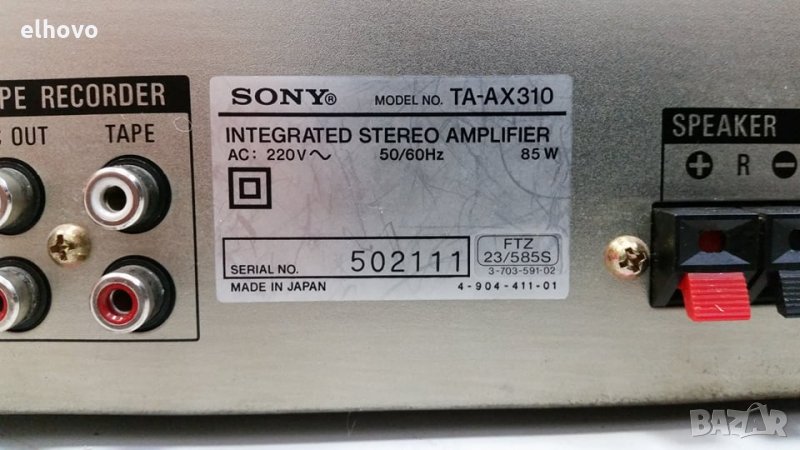 elhovo
PE RECORDER
OUT TAPE
SONY® MODEL NO. TA-AX310
INTEGRATED STEREO AMPLIFIER
AC: 220V~ 50/60Hz 85W
SERIAL NO. 502111
FTZ
23/585S
3-703-591-02
MADE IN JAPAN 4-904-411-01
SPEAKER
+ R -
BAZAR